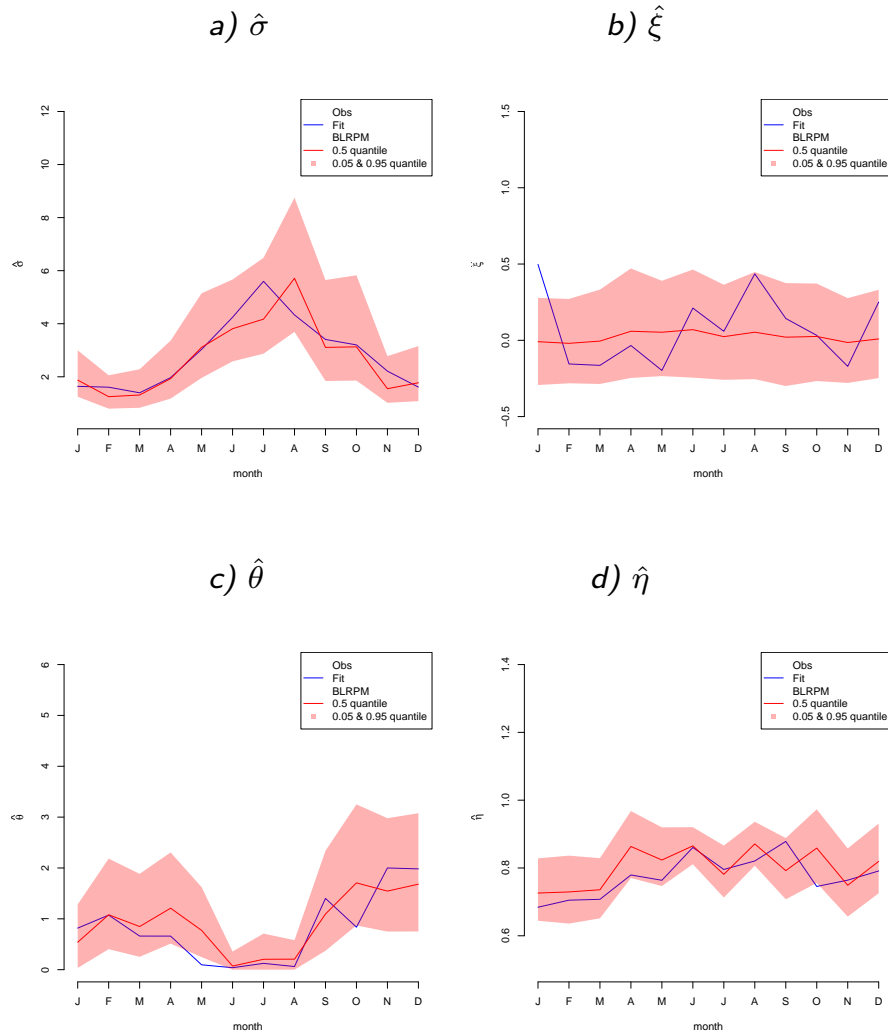 a) σ̂
12
10
8
6
4
2
σ̂
Obs
Fit
BLRPM
0.5 quantile
0.05 & 0.95 quantile
J F M A M J J A S O N D
month
b) ξ̂
1.5
1.0
0.5
0.0
−0.5
ξ̂
Obs
Fit
BLRPM
0.5 quantile
0.05 & 0.95 quantile
J F M A M J J A S O N D
month
c) θ̂
6
5
4
3
2
1
0
θ̂
Obs
Fit
BLRPM
0.5 quantile
0.05 & 0.95 quantile
J F M A M J J A S O N D
month
d) η̂
1.4
1.2
1.0
0.8
0.6
η̂
Obs
Fit
BLRPM
0.5 quantile
0.05 & 0.95 quantile
J F M A M J J A S O N D
month